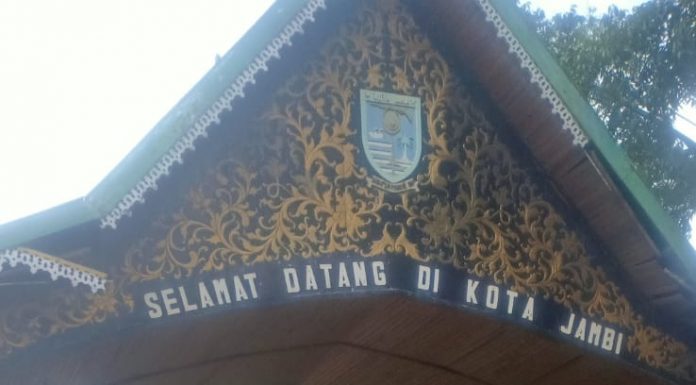 SELAMAT DATANG DI KOTA JAMBI